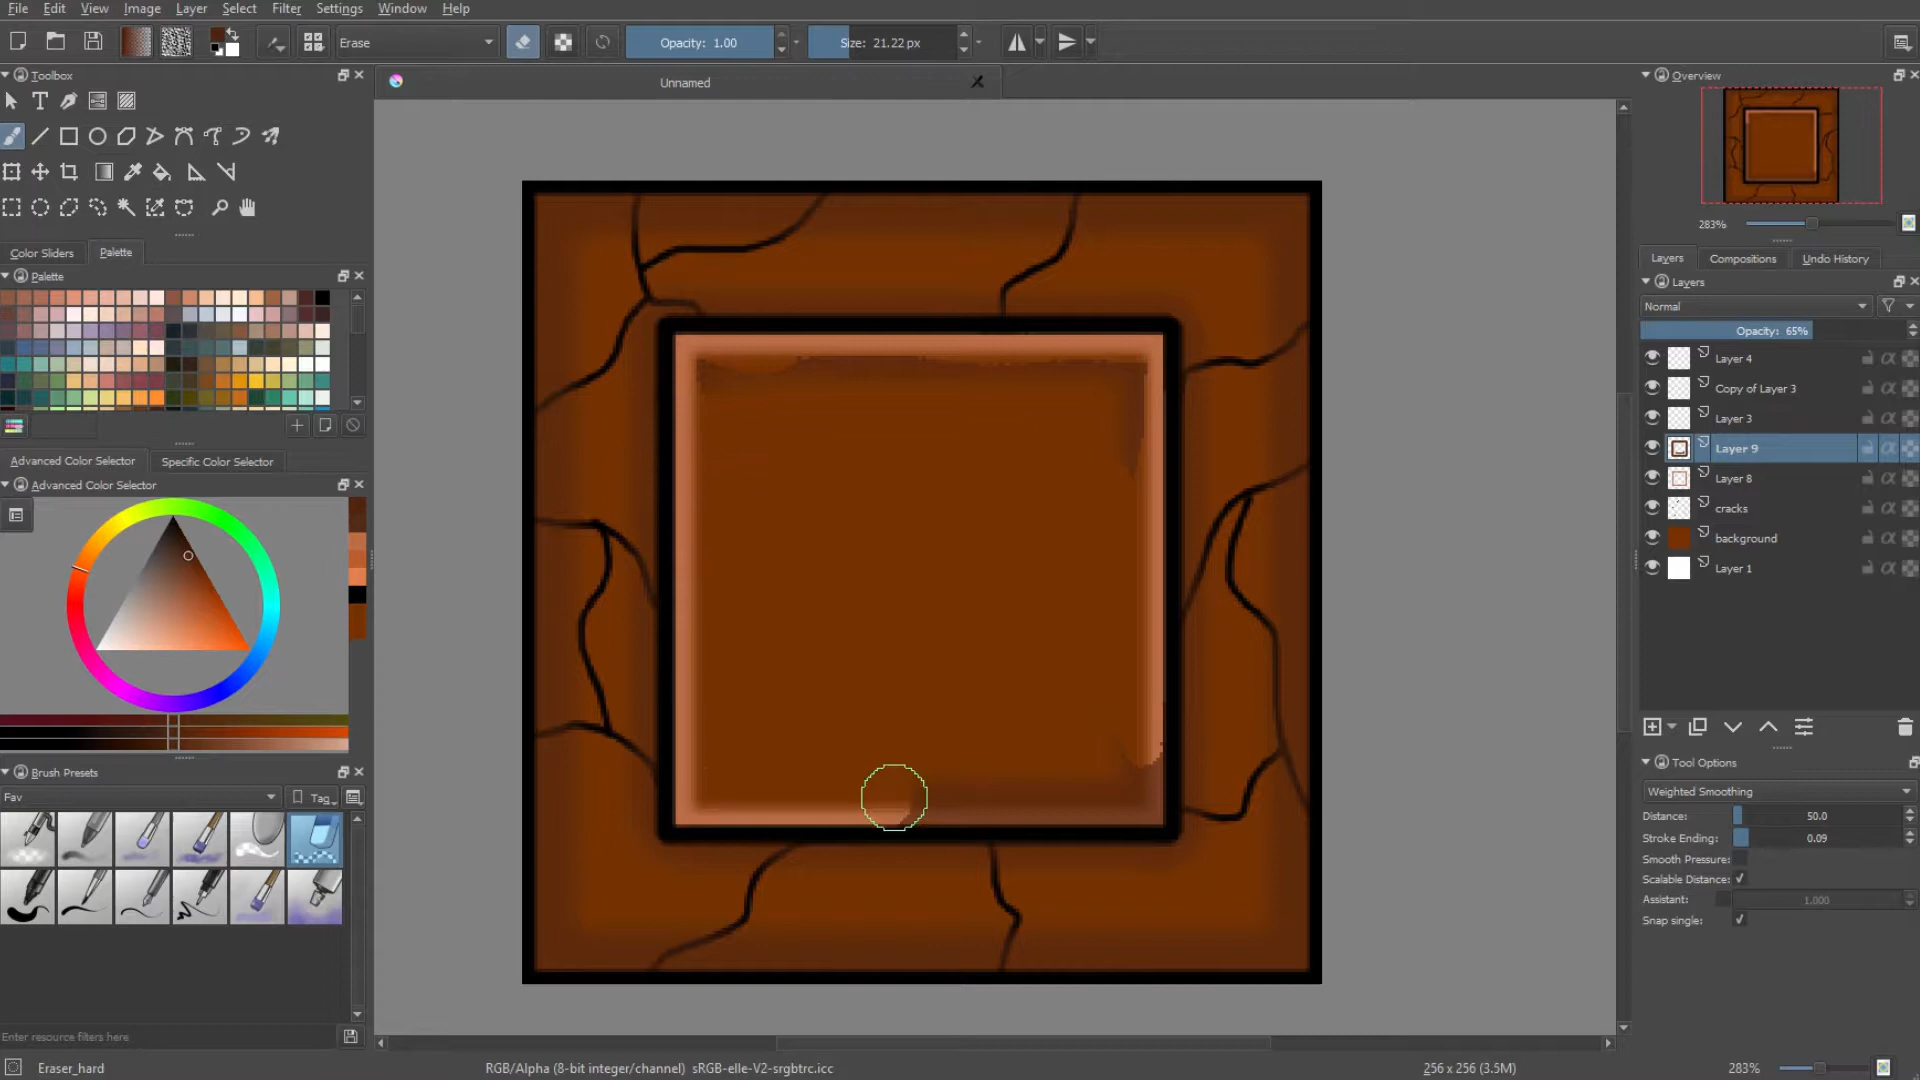 File Edit View Image Layer Select Filter Settings Window Help
Erase
Opacity: 1.00
Size: 21.22 px
Toolbox
Unnamed
Overview
283%
Color Sliders
Palette
Palette
Layers
Compositions
Undo History
Layers
Normal
Opacity: 65%
Layer 4
Copy of Layer 3
Layer 3
Layer 9
Layer 8
cracks
background
Layer 1
Advanced Color Selector
Specific Color Selector
Advanced Color Selector
Tool Options
Weighted Smoothing
Distance: 50.0
Stroke Ending: 0.09
Smooth Pressure:
Scalable Distance:
Assistant: 1.000
Snap single:
Brush Presets
Fav
Tag
Enter resource filters here
Eraser_hard
RGB/Alpha (8-bit integer/channel) sRGB-elle-V2-srgbtrc.icc
256 x 256 (3.5M)
283%